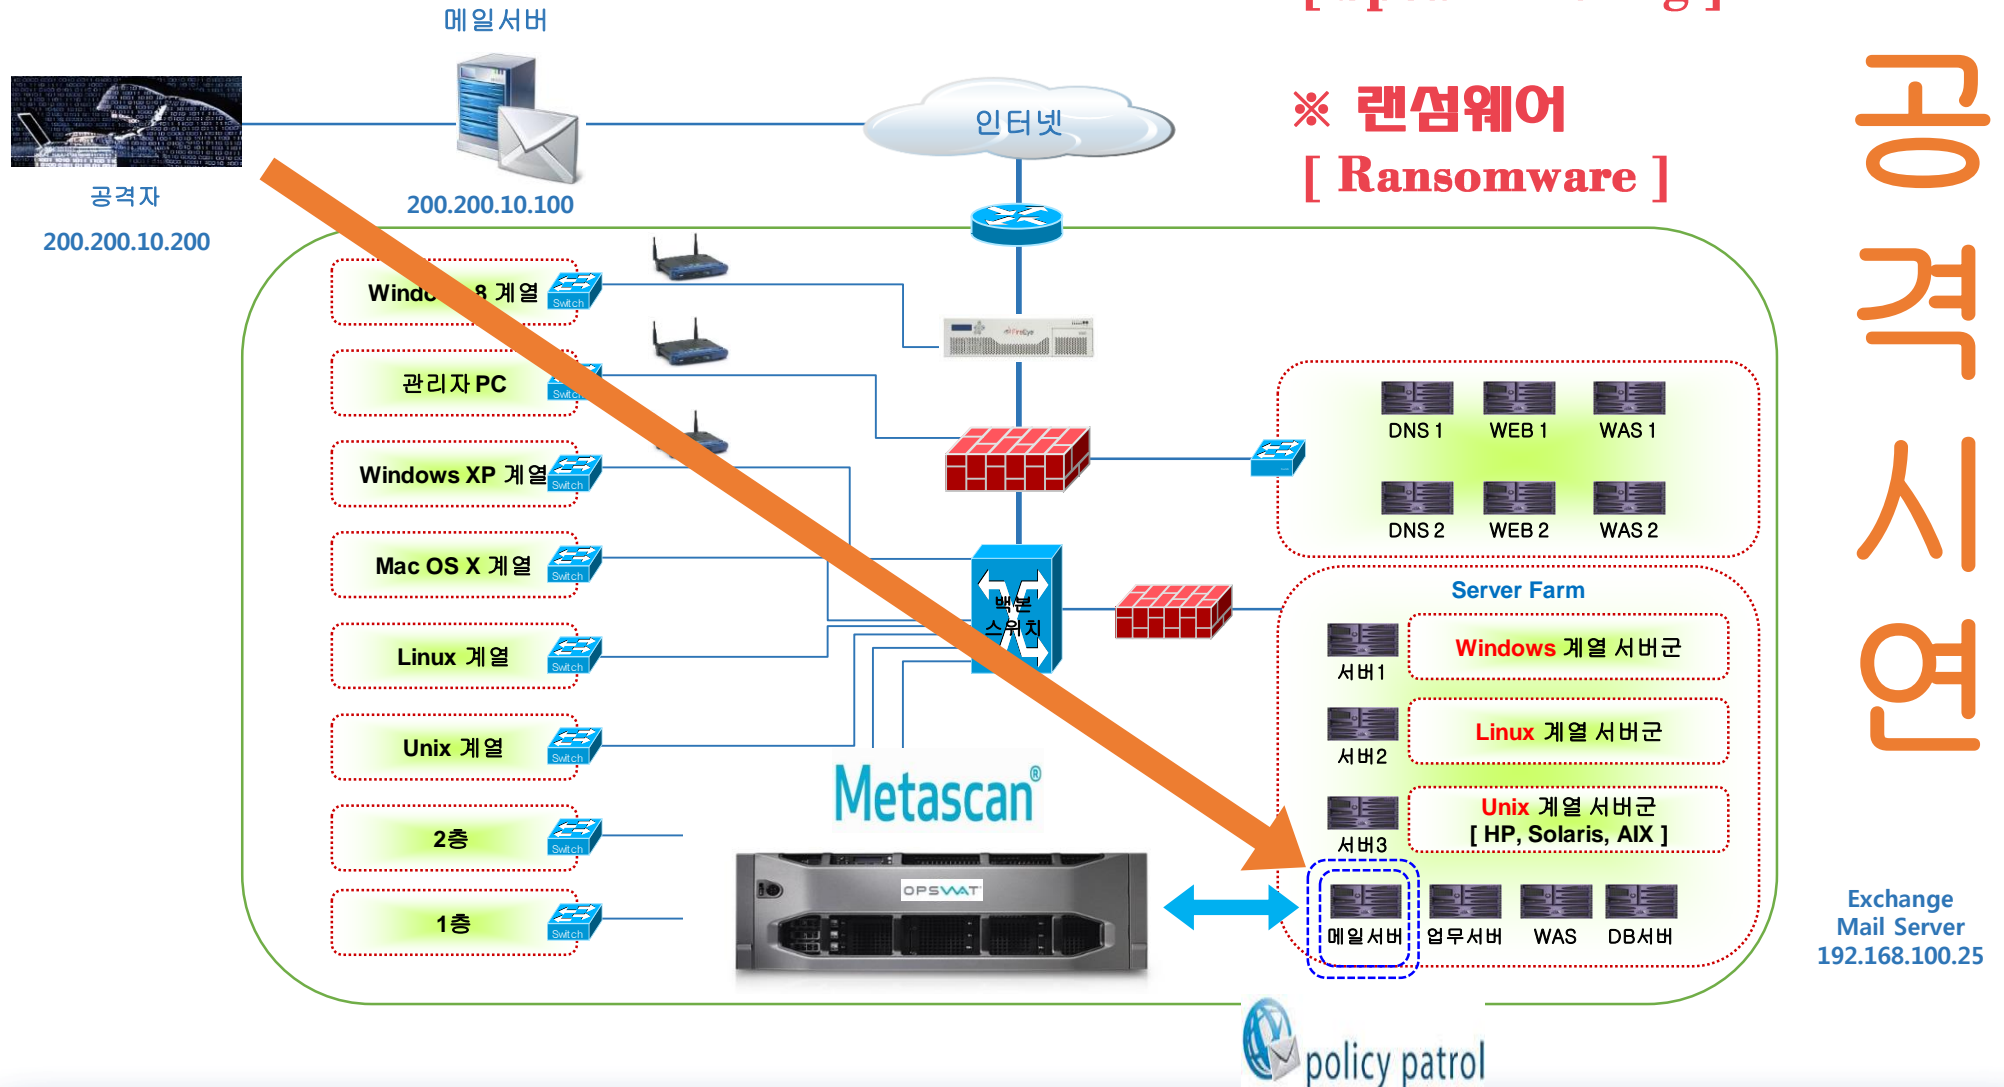 메일서버
※ 랜섬웨어
[ Ransomware ]
공격시연
인터넷
공격자
200.200.10.200
200.200.10.100
Windows 8 계열
Switch
관리자 PC
Switch
Windows XP 계열
Switch
Mac OS X 계열
Switch
Linux 계열
Switch
Unix 계열
Switch
2층
Switch
1층
Switch
FireEye
백본
스위치
DNS 1
WEB 1
WAS 1
DNS 2
WEB 2
WAS 2
Server Farm
서버1
Windows 계열 서버군
서버2
Linux 계열 서버군
서버3
Unix 계열 서버군
[ HP, Solaris, AIX ]
메일서버
업무서버
WAS
DB서버
Metascan®
OPSWAT
Exchange
Mail Server
192.168.100.25
policy patrol